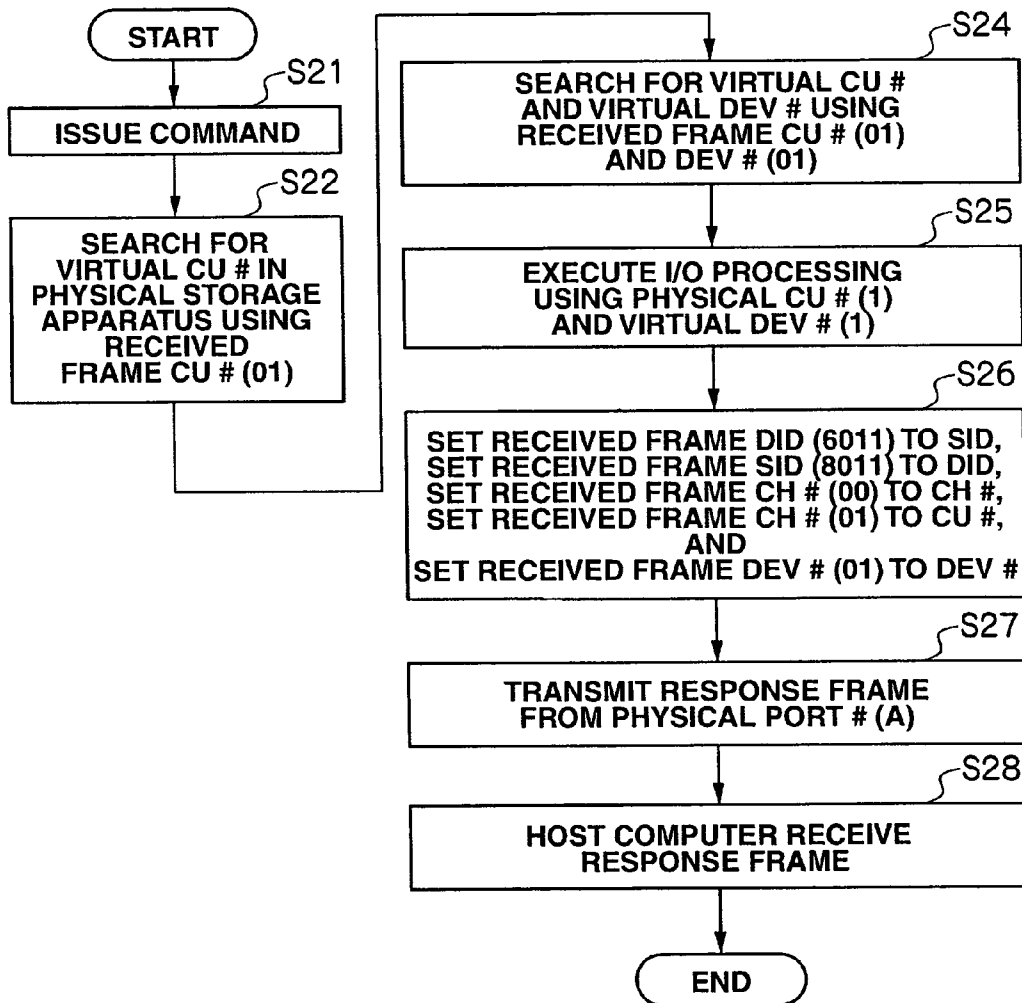 START
S21
ISSUE COMMAND
S22
SEARCH FOR
VIRTUAL CU # IN
PHYSICAL STORAGE
APPARATUS USING
RECEIVED
FRAME CU # (01)
S24
SEARCH FOR VIRTUAL CU #
AND VIRTUAL DEV # USING
RECEIVED FRAME CU # (01)
AND DEV # (01)
S25
EXECUTE I/O PROCESSING
USING PHYSICAL CU # (1)
AND VIRTUAL DEV # (1)
S26
SET RECEIVED FRAME DID (6011) TO SID,
SET RECEIVED FRAME SID (8011) TO DID,
SET RECEIVED FRAME CH # (00) TO CH #,
SET RECEIVED FRAME CH # (01) TO CU #,
AND
SET RECEIVED FRAME DEV # (01) TO DEV #
S27
TRANSMIT RESPONSE FRAME
FROM PHYSICAL PORT # (A)
S28
HOST COMPUTER RECEIVE
RESPONSE FRAME
END